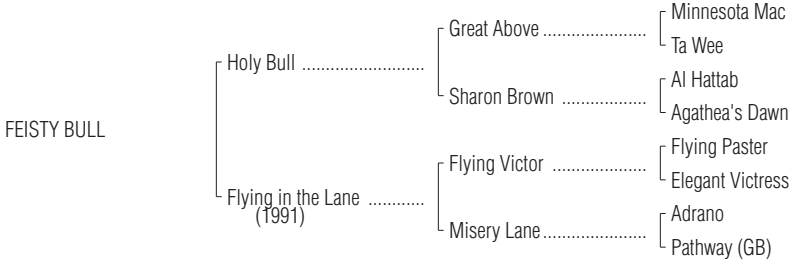 Minnesota Mac
Great Above .......................
Ta Wee
Holy Bull ..........................
Al Hattab
Sharon Brown ..................
Agathea's Dawn
FEISTY BULL
Flying Paster
Flying Victor ....................
Elegant Victress
Flying in the Lane ............
(1991)
Adrano
Misery Lane......................
Pathway (GB)